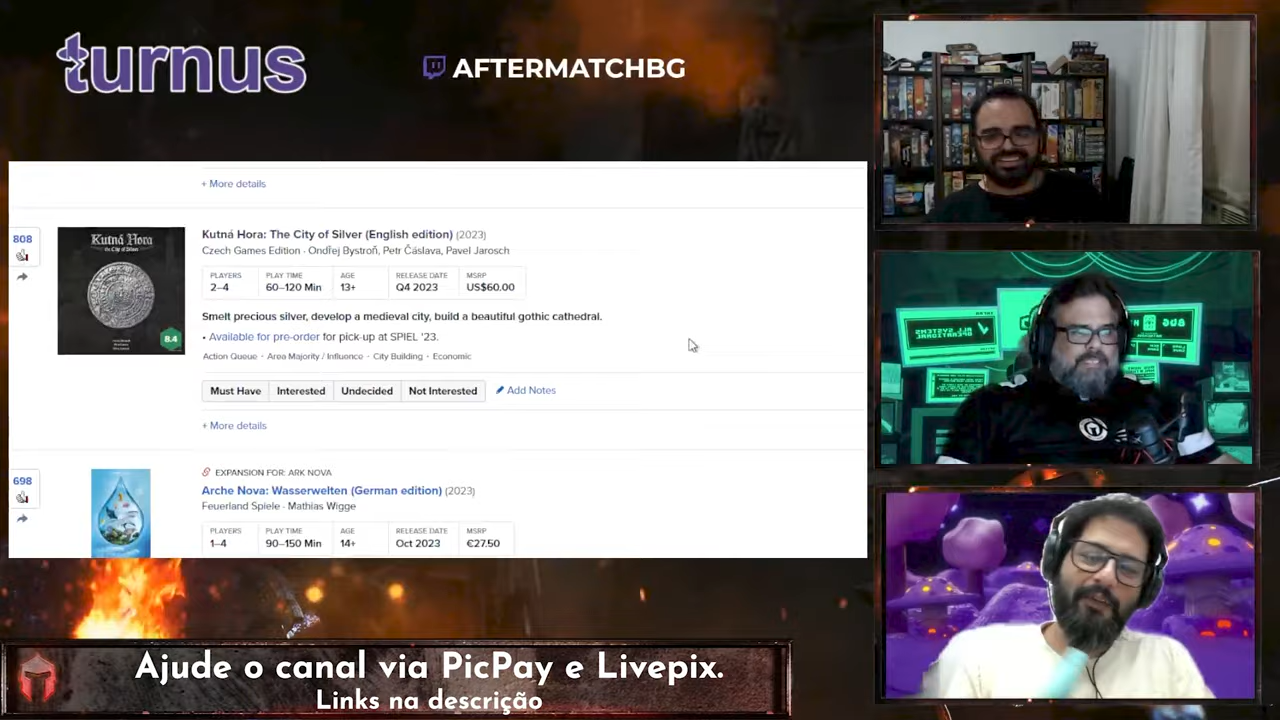 turnus
AFTERMATCHBG
+ More details
808
Kutná Hora
the City of Silver
8.4
Kutná Hora: The City of Silver (English edition) (2023)
Czech Games Edition · Ondřej Bystroň, Petr Čáslava, Pavel Jarosch
PLAYERS PLAY TIME AGE RELEASE DATE MSRP
2–4 60–120 Min 13+ Q4 2023 US$60.00
Smelt precious silver, develop a medieval city, build a beautiful gothic cathedral.
• Available for pre-order for pick-up at SPIEL '23.
Action Queue · Area Majority / Influence · City Building · Economic
Must Have Interested Undecided Not Interested Add Notes
+ More details
698
EXPANSION FOR: ARK NOVA
Arche Nova: Wasserwelten (German edition) (2023)
Feuerland Spiele · Mathias Wigge
PLAYERS PLAY TIME AGE RELEASE DATE MSRP
1–4 90–150 Min 14+ Oct 2023 €27.50
Ajude o canal via PicPay e Livepix.
Links na descrição